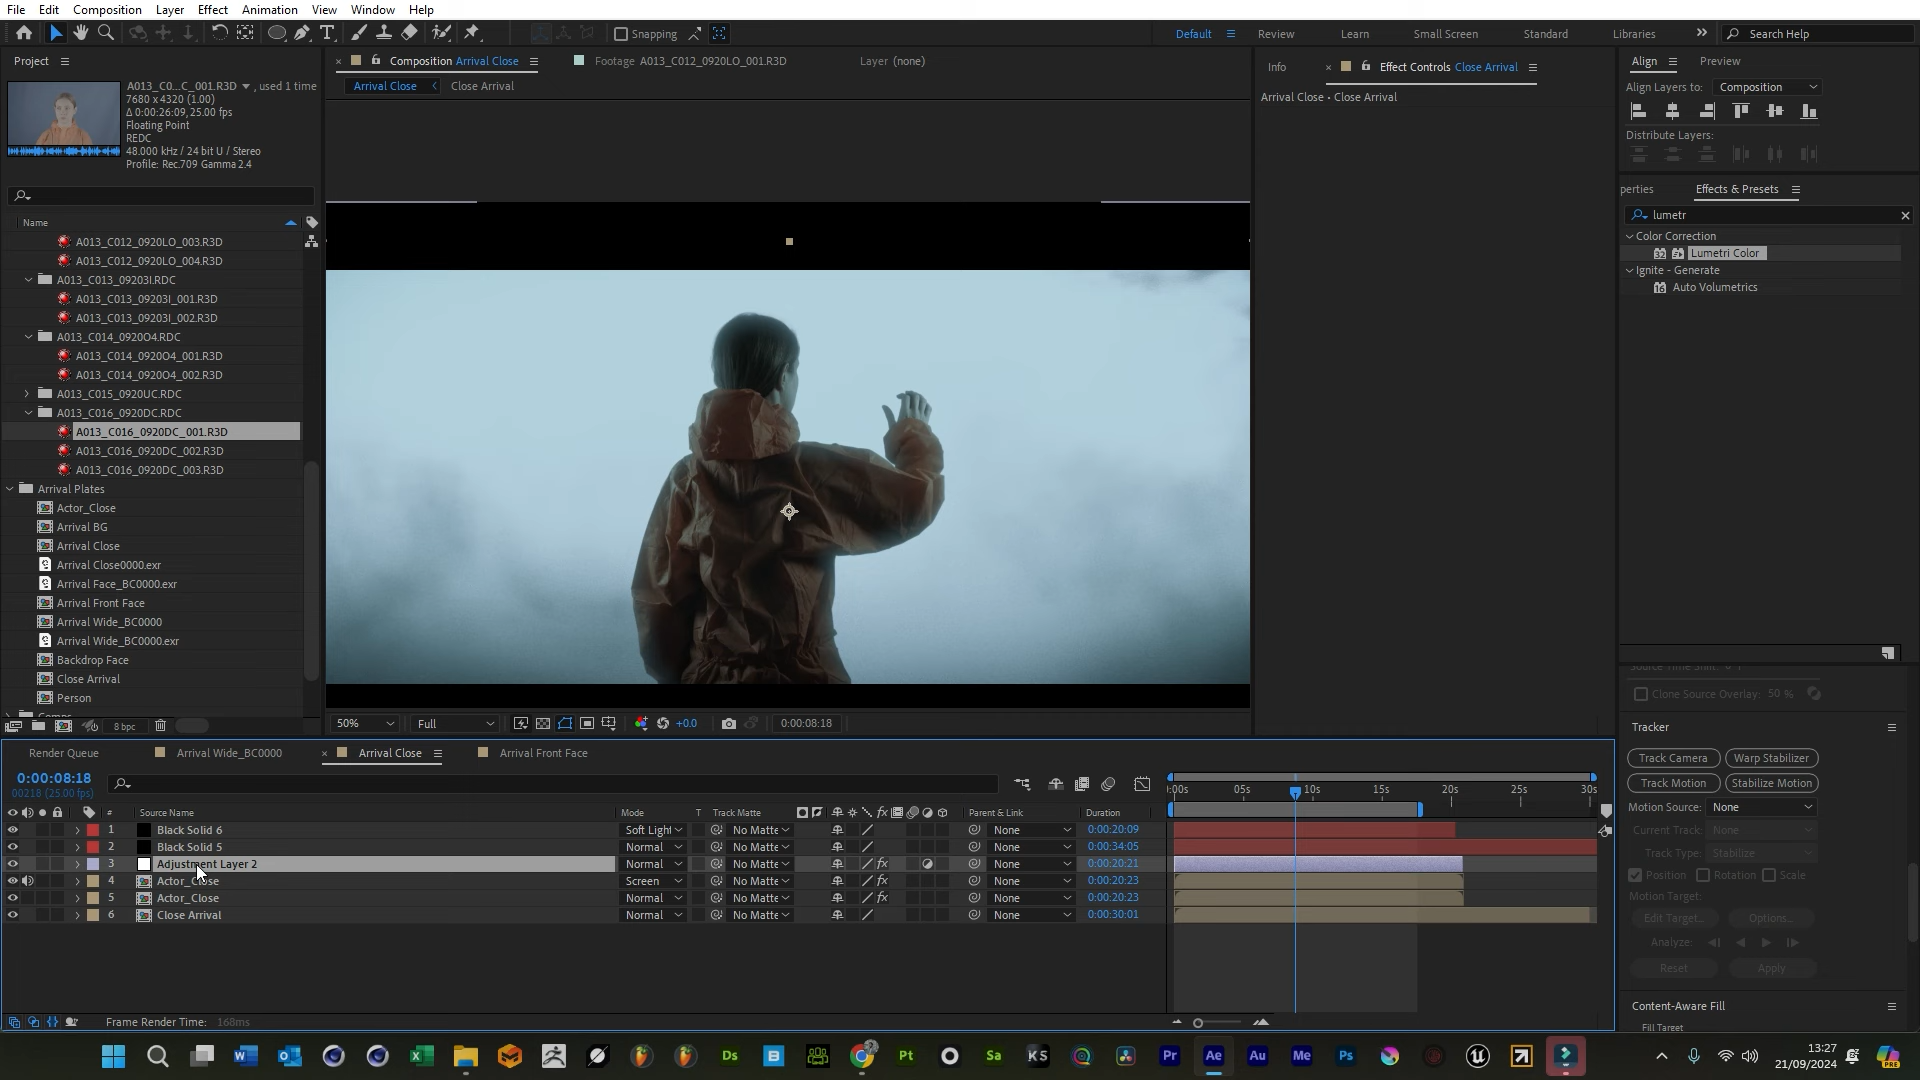 File Edit Composition Layer Effect Animation View Window Help
Snapping
Default Review Learn Small Screen Standard Libraries Search Help
Project
A013_C0...C_001.R3D , used 1 time
7680 x 4320 (1.00)
Δ 0:00:26:09, 25.00 fps
Floating Point
REDC
48.000 kHz / 24 bit U / Stereo
Profile: Rec.709 Gamma 2.4
Name
A013_C012_0920LO_003.R3D
A013_C012_0920LO_004.R3D
A013_C013_09203I.RDC
A013_C013_09203I_001.R3D
A013_C013_09203I_002.R3D
A013_C014_0920O4.RDC
A013_C014_0920O4_001.R3D
A013_C014_0920O4_002.R3D
A013_C015_0920UC.RDC
A013_C016_0920DC.RDC
A013_C016_0920DC_001.R3D
A013_C016_0920DC_002.R3D
A013_C016_0920DC_003.R3D
Arrival Plates
Actor_Close
Arrival BG
Arrival Close
Arrival Close0000.exr
Arrival Face_BC0000.exr
Arrival Front Face
Arrival Wide_BC0000
Arrival Wide_BC0000.exr
Backdrop Face
Close Arrival
Person
8 bpc
Composition Arrival Close
Footage A013_C012_0920LO_001.R3D
Layer (none)
Arrival Close Close Arrival
50% Full +0.0 0:00:08:18
Info Effect Controls Close Arrival
Arrival Close • Close Arrival
Align Preview
Align Layers to: Composition
Distribute Layers:
perties Effects & Presets
lumetr
Color Correction
32 Lumetri Color
Ignite - Generate
16 Auto Volumetrics
Clone Source Overlay: 50 %
Tracker
Track Camera Warp Stabilizer
Track Motion Stabilize Motion
Motion Source: None
Current Track: None
Track Type: Stabilize
Position Rotation Scale
Motion Target:
Edit Target... Options...
Analyze:
Reset Apply
Content-Aware Fill
Fill Target
Render Queue Arrival Wide_BC0000 Arrival Close Arrival Front Face
0:00:08:18
00218 (25.00 fps)
# Source Name Mode T Track Matte Parent & Link Duration
:00s 05s 10s 15s 20s 25s 30s
1 Black Solid 6 Soft Light No Matte None 0:00:20:09
2 Black Solid 5 Normal No Matte None 0:00:34:05
3 Adjustment Layer 2 Normal No Matte None 0:00:20:21
4 Actor_Close Screen No Matte None 0:00:20:23
5 Actor_Close Normal No Matte None 0:00:20:23
6 Close Arrival Normal No Matte None 0:00:30:01
Frame Render Time: 168ms
Ds B Pt Sa KS Pr Ae Au Me Ps
13:27
21/09/2024
PRE